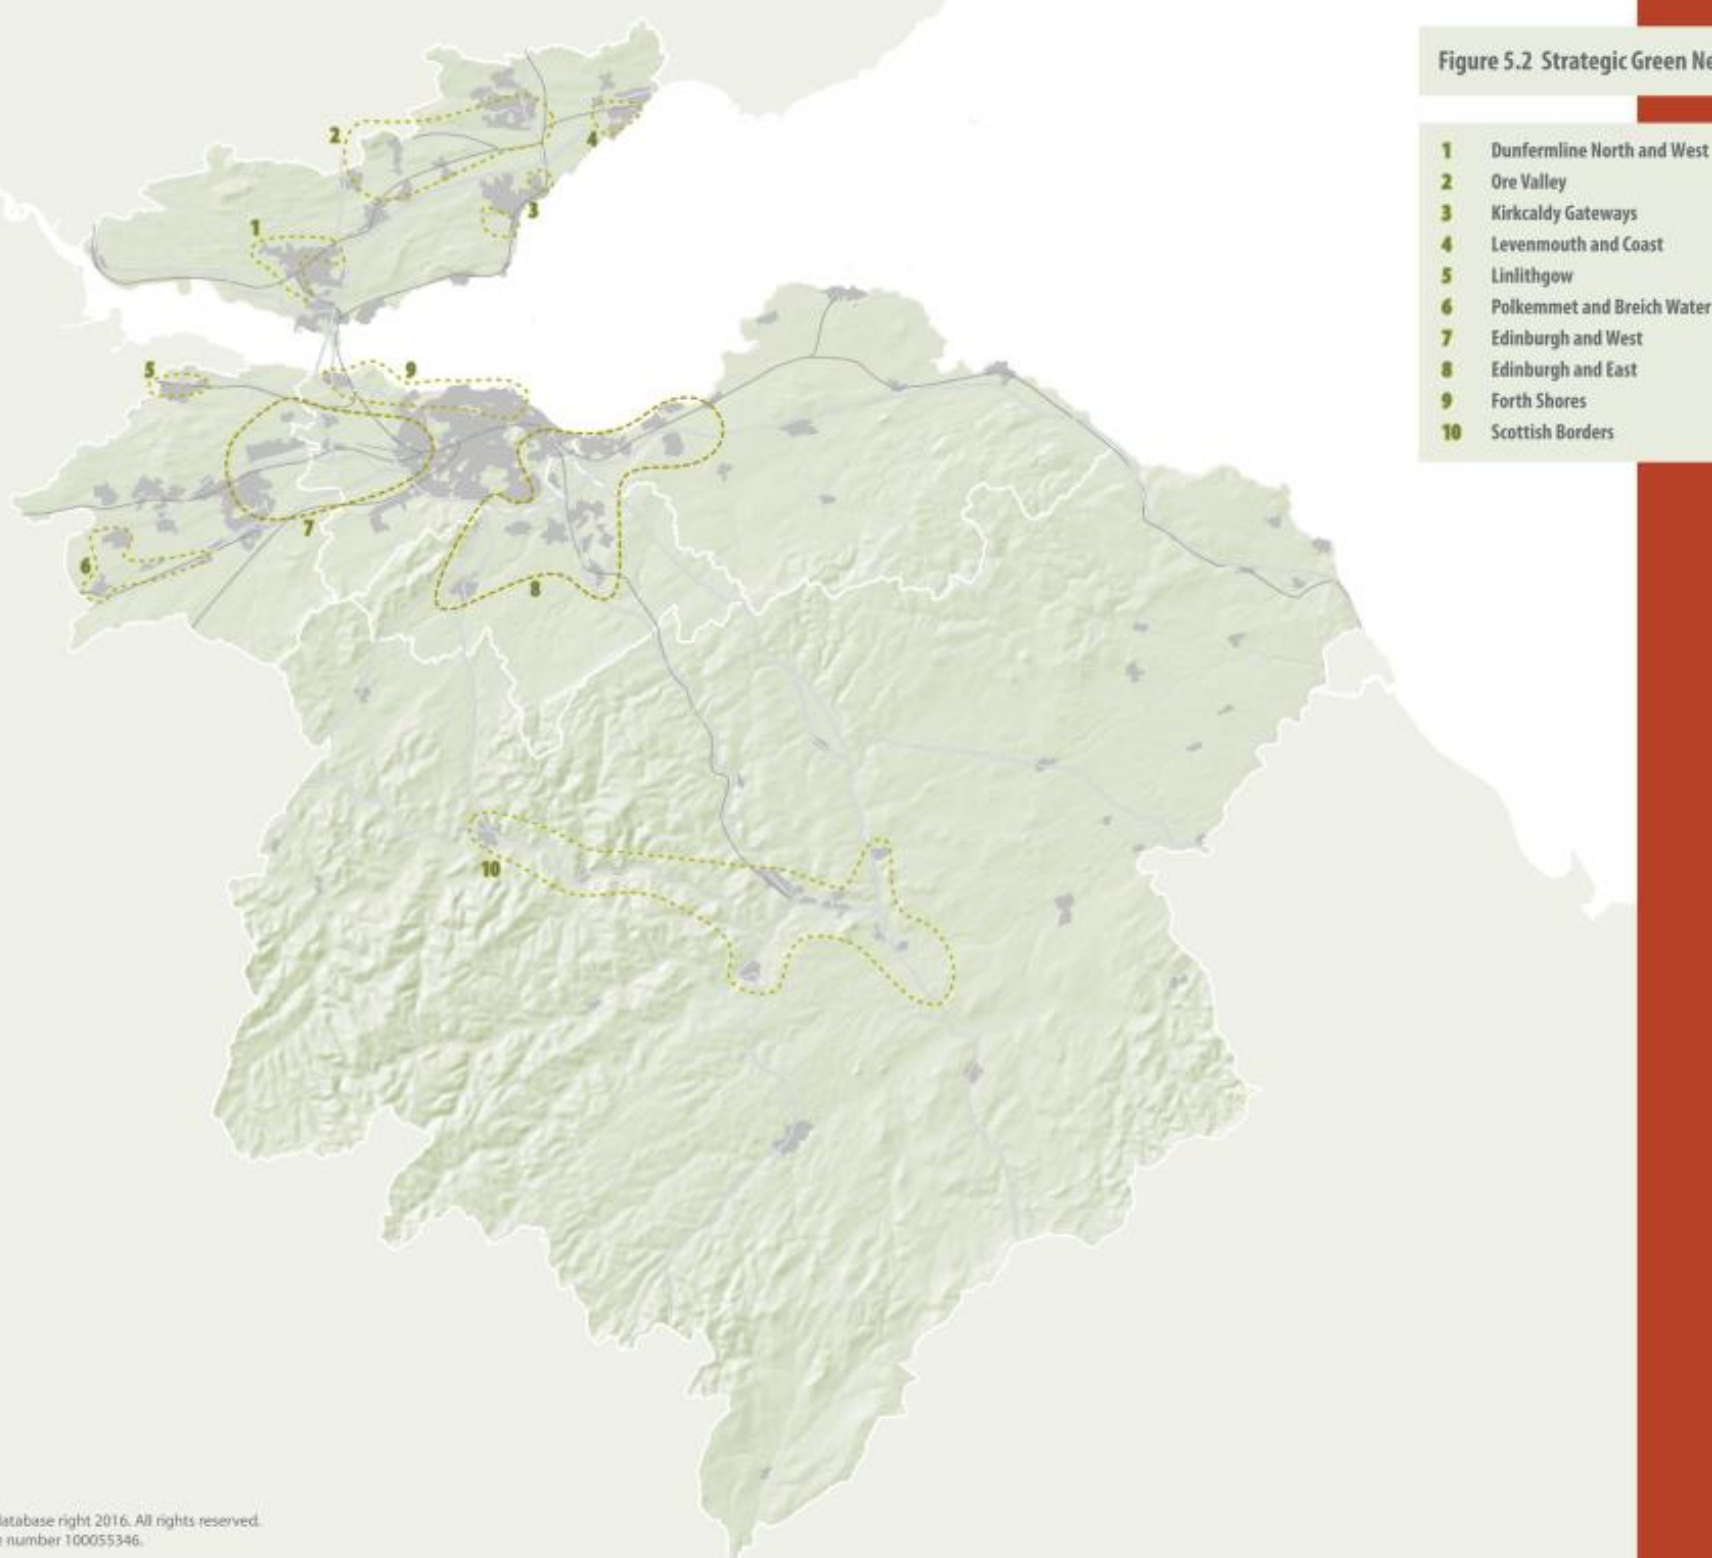 Figure 5.2 Strategic Green
1 Dunfermline North and West
2 Ore Valley
3 Kirkcaldy Gateways
4 Levenmouth and Coast
5 Linlithgow
6 Polkemmet and Breich Water
7 Edinburgh and West
8 Edinburgh and East
9 Forth Shores
10 Scottish Borders
2
4
3
1
5
9
7
6
8
10
database right 2016. All rights reserved.
number 100055346.